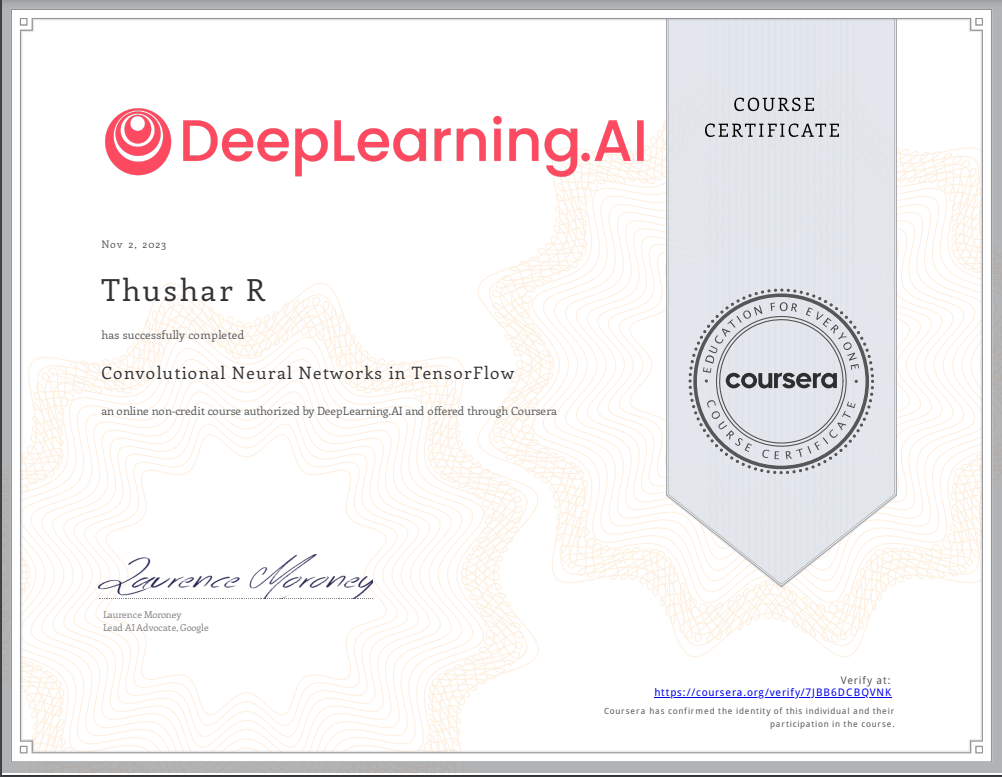 DeepLearning.AI
COURSE
CERTIFICATE
Nov 2, 2023
Thushar R
has successfully completed
Convolutional Neural Networks in TensorFlow
an online non-credit course authorized by DeepLearning.AI and offered through Coursera
EDUCATION FOR EVERYONE
coursera
COURSE CERTIFICATE
Laurence Moroney
Laurence Moroney
Lead AI Advocate, Google
Verify at:
https://coursera.org/verify/7JBB6DCBQVNK
Coursera has confirmed the identity of this individual and their
participation in the course.